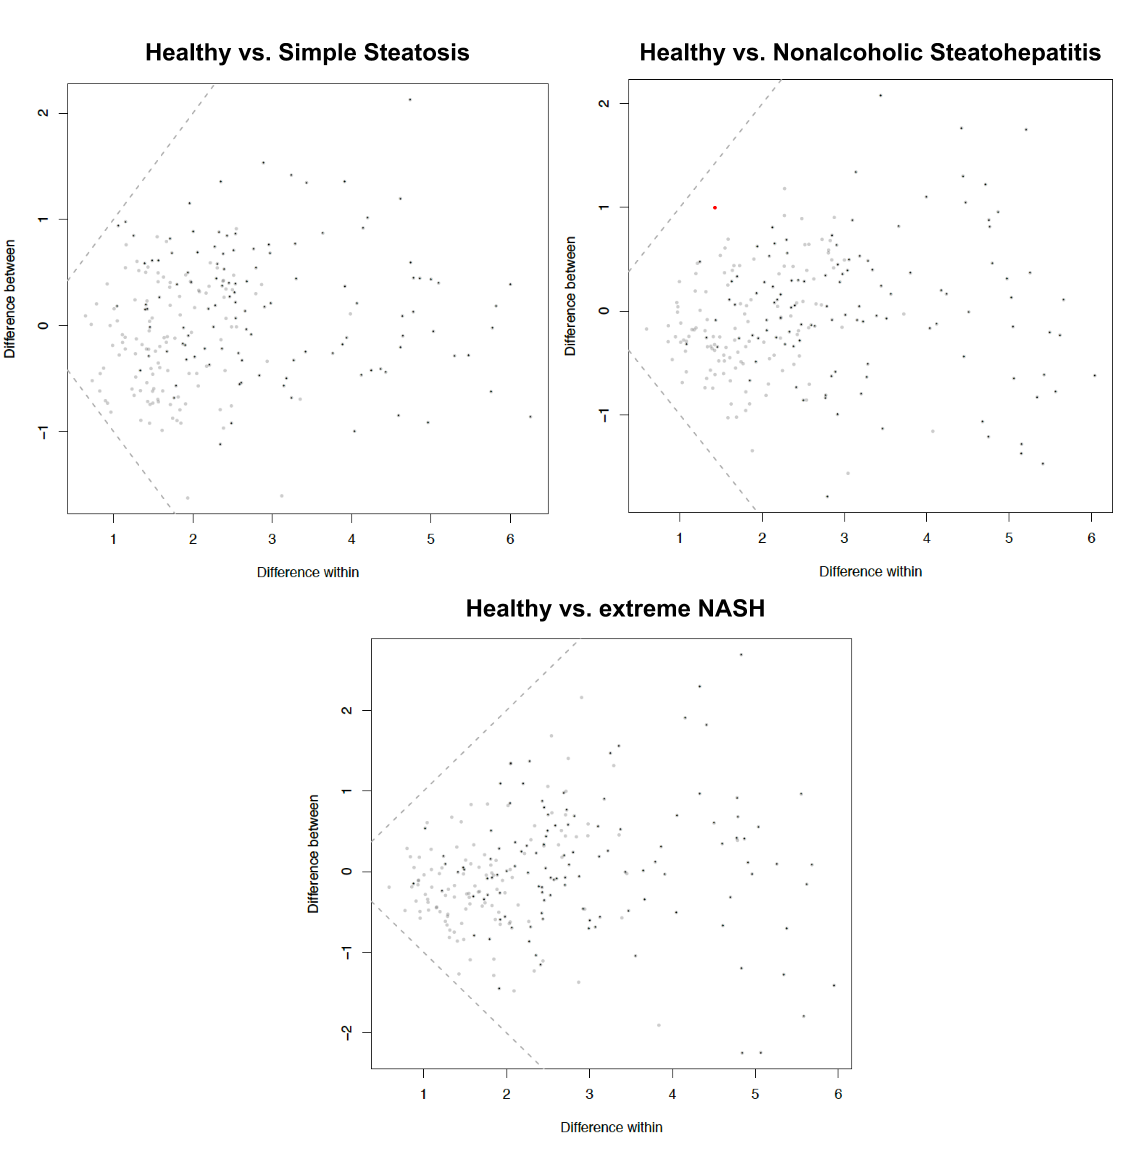 Healthy vs. Simple Steatosis
Difference between
2
1
0
−1
1 2 3 4 5 6
Difference within
Healthy vs. Nonalcoholic Steatohepatitis
Difference between
2
1
0
−1
1 2 3 4 5 6
Difference within
Healthy vs. extreme NASH
Difference between
2
1
0
−1
−2
1 2 3 4 5 6
Difference within